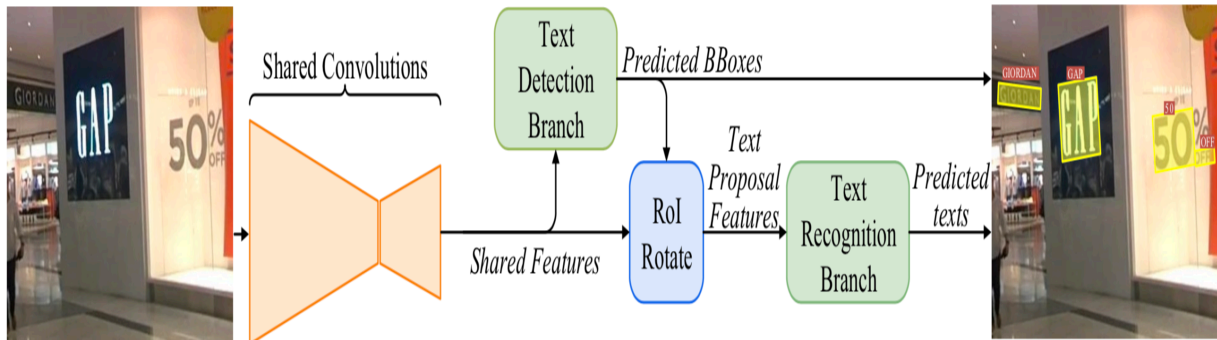 GIORDAN
GAP
50%
OFF
Shared Convolutions
Shared Features
Text
Detection
Branch
Predicted BBoxes
RoI
Rotate
Text
Proposal
Features
Text
Recognition
Branch
Predicted
texts
GIORDAN
GIORDAN
GAP
GAP
50
50%
OFF
OFF